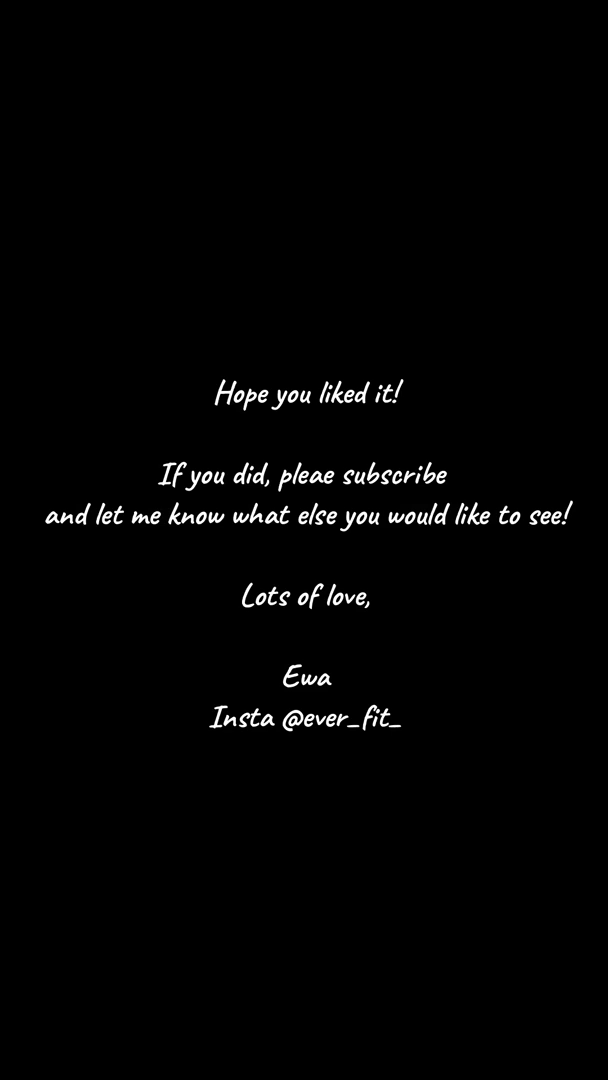 Hope you liked it!
If you did, pleae subscribe
and let me know what else you would like to see!
Lots of love,
Ewa
Insta @ever_fit_